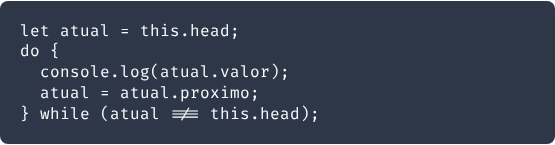 let atual = this.head;
do {
  console.log(atual.valor);
  atual = atual.proximo;
} while (atual !== this.head);